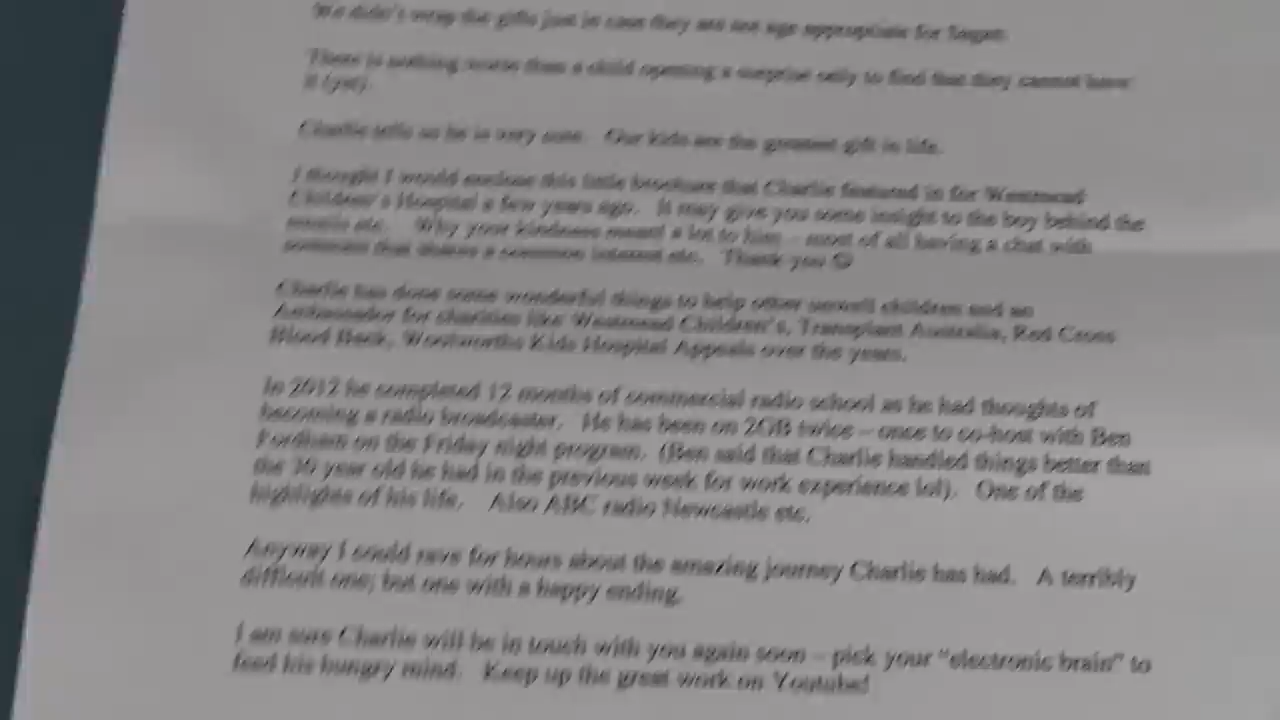 We didn't wrap the gifts just in case they are not age appropriate for
There is nothing worse than a child opening a surprise only to find that they cannot have
it (yet).
Charlie tells us he is very cute. Our kids are the greatest gift in life.
I thought I would enclose this little brochure that Charlie featured in for Westmead
Children's Hospital a few years ago. It may give you some insight to the boy behind the
emails etc. Why your kindness meant a lot to him – most of all having a chat with
someone that shares a common interest etc. Thank you ☺
Charlie has done some wonderful things to help other unwell children and an
Ambassador for charities like Westmead Children's, Transplant Australia, Red Cross
Blood Bank, Woolworths Kids Hospital Appeals over the years.
In 2012 he completed 12 months of commercial radio school as he had thoughts of
becoming a radio broadcaster. He has been on 2GB twice – once to co-host with Ben
Fordham on the Friday night program. (Ben said that Charlie handled things better than
the 30 year old he had in the previous week for work experience lol). One of the
highlights of his life. Also ABC radio Newcastle etc.
Anyway I could rave for hours about the amazing journey Charlie has had. A terribly
difficult one; but one with a happy ending.
I am sure Charlie will be in touch with you again soon – pick your "electronic brain" to
feed his hungry mind. Keep up the great work on Youtube!